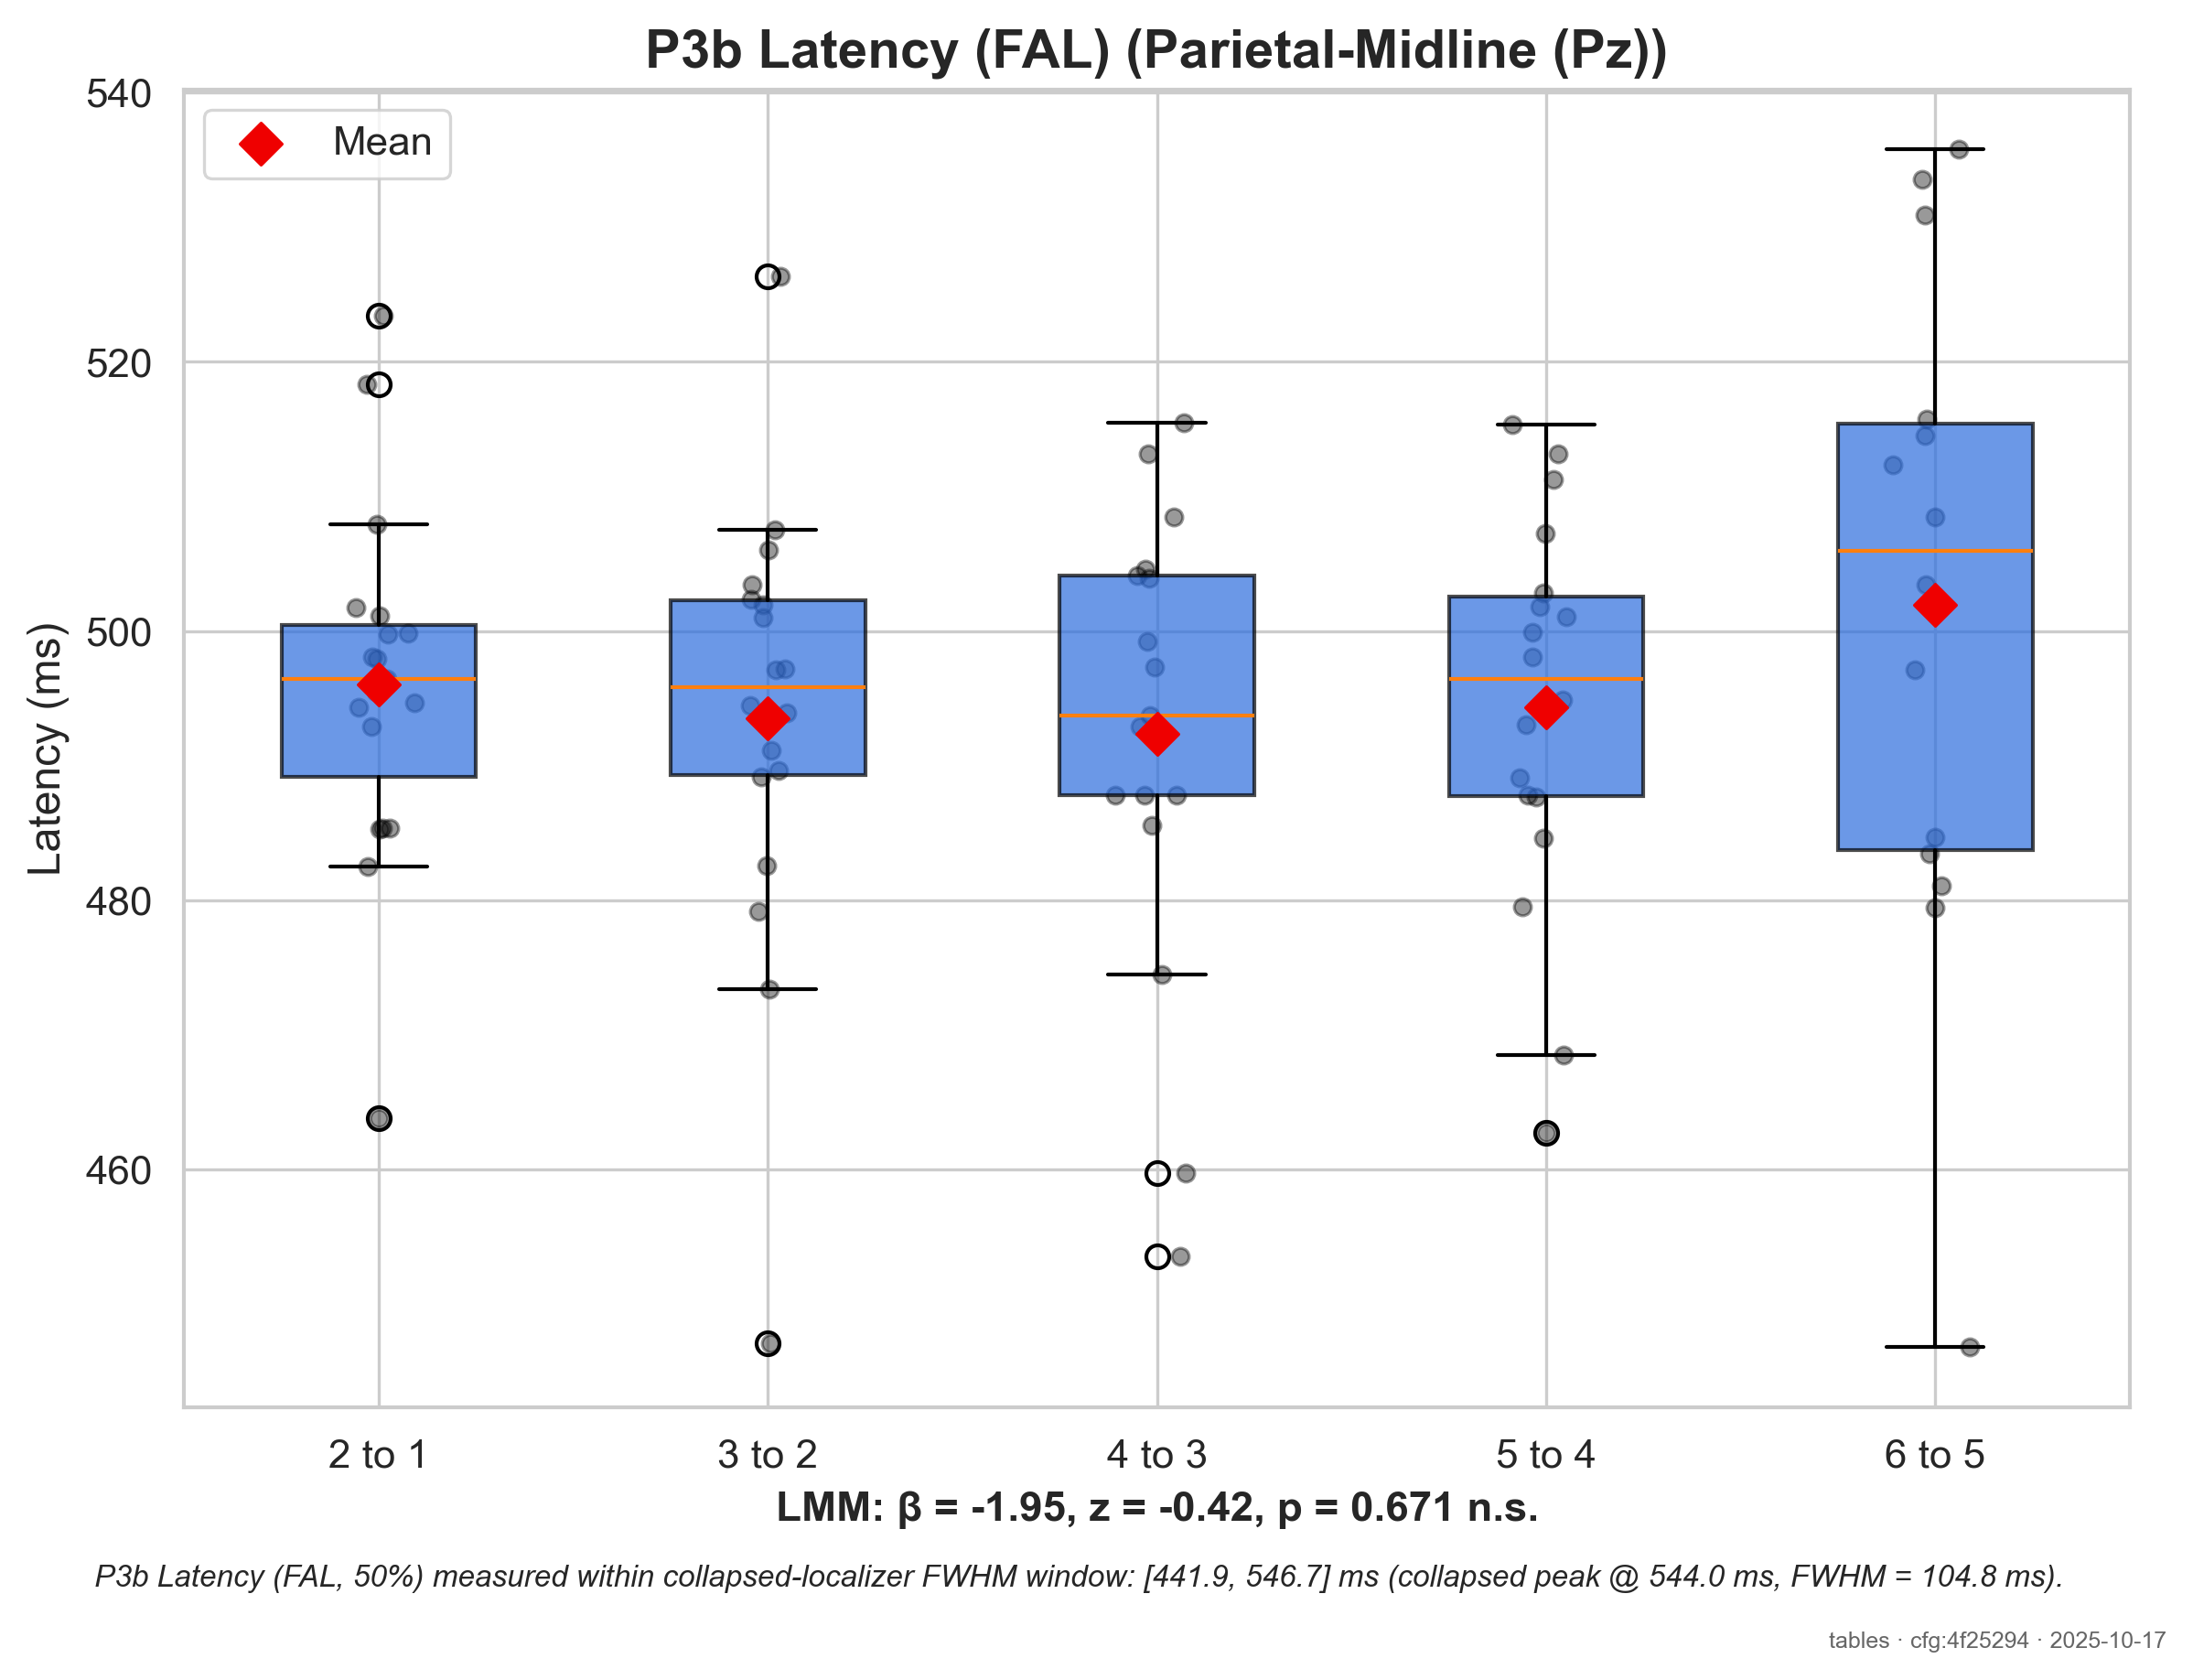 P3b Latency (FAL) (Parietal-Midline (Pz))
Mean
Latency (ms)
540
520
500
480
460
2 to 1
3 to 2
4 to 3
5 to 4
6 to 5
LMM: β = -1.95, z = -0.42, p = 0.671 n.s.
P3b Latency (FAL, 50%) measured within collapsed-localizer FWHM window: [441.9, 546.7] ms (collapsed peak @ 544.0 ms, FWHM = 104.8 ms).
tables · cfg:4f25294 · 2025-10-17